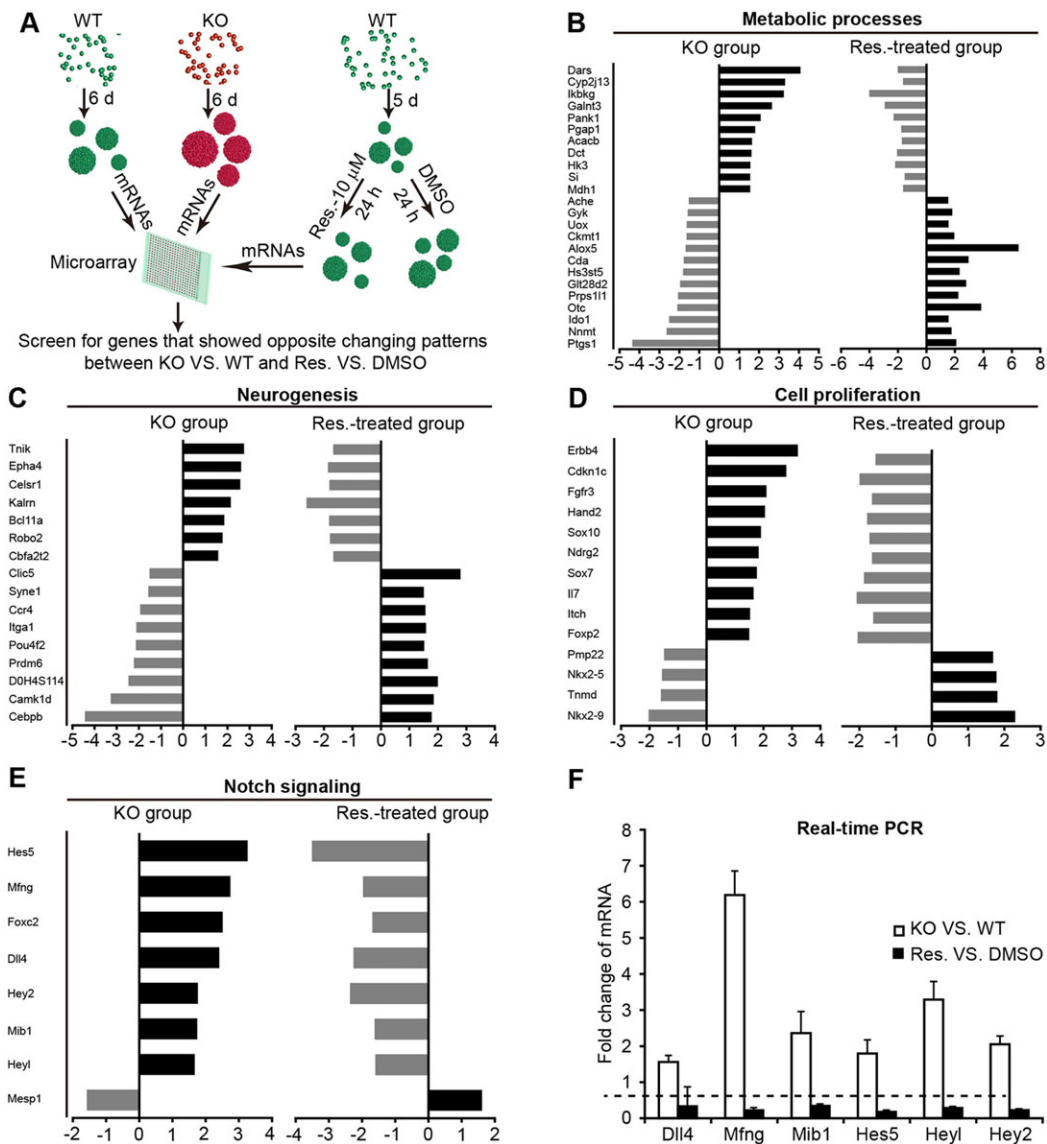 A
WT
KO
WT
6 d
6 d
5 d
mRNAs
mRNAs
Res.-10 µM
24 h
24 h
DMSO
Microarray
mRNAs
Screen for genes that showed opposite changing patterns
between KO VS. WT and Res. VS. DMSO
B
Metabolic processes
KO group
Res.-treated group
Dars
Cyp2j13
Ikbkg
Galnt3
Pank1
Pgap1
Acacb
Dct
Hk3
Si
Mdh1
Ache
Gyk
Uox
Ckmt1
Alox5
Cda
Hs3st5
Glt28d2
Prps1l1
Otc
Ido1
Nnmt
Ptgs1
-5 -4 -3 -2 -1 0 1 2 3 4 5
-6 -4 -2 0 2 4 6 8
C
Neurogenesis
KO group
Res.-treated group
Tnik
Epha4
Celsr1
Kalrn
Bcl11a
Robo2
Cbfa2t2
Clic5
Syne1
Ccr4
Itga1
Pou4f2
Prdm6
D0H4S114
Camk1d
Cebpb
-5 -4 -3 -2 -1 0 1 2 3 4
-3 -2 -1 0 1 2 3 4
D
Cell proliferation
KO group
Res.-treated group
Erbb4
Cdkn1c
Fgfr3
Hand2
Sox10
Ndrg2
Sox7
Il7
Itch
Foxp2
Pmp22
Nkx2-5
Tnmd
Nkx2-9
-3 -2 -1 0 1 2 3 4
-3 -2 -1 0 1 2 3
E
Notch signaling
KO group
Res.-treated group
Hes5
Mfng
Foxc2
Dll4
Hey2
Mib1
Heyl
Mesp1
-2 -1 0 1 2 3 4
-4 -3 -2 -1 0 1 2
F
Real-time PCR
Fold change of mRNA
8
7
6
5
4
3
2
1
0
KO VS. WT
Res. VS. DMSO
Dll4 Mfng Mib1 Hes5 Heyl Hey2